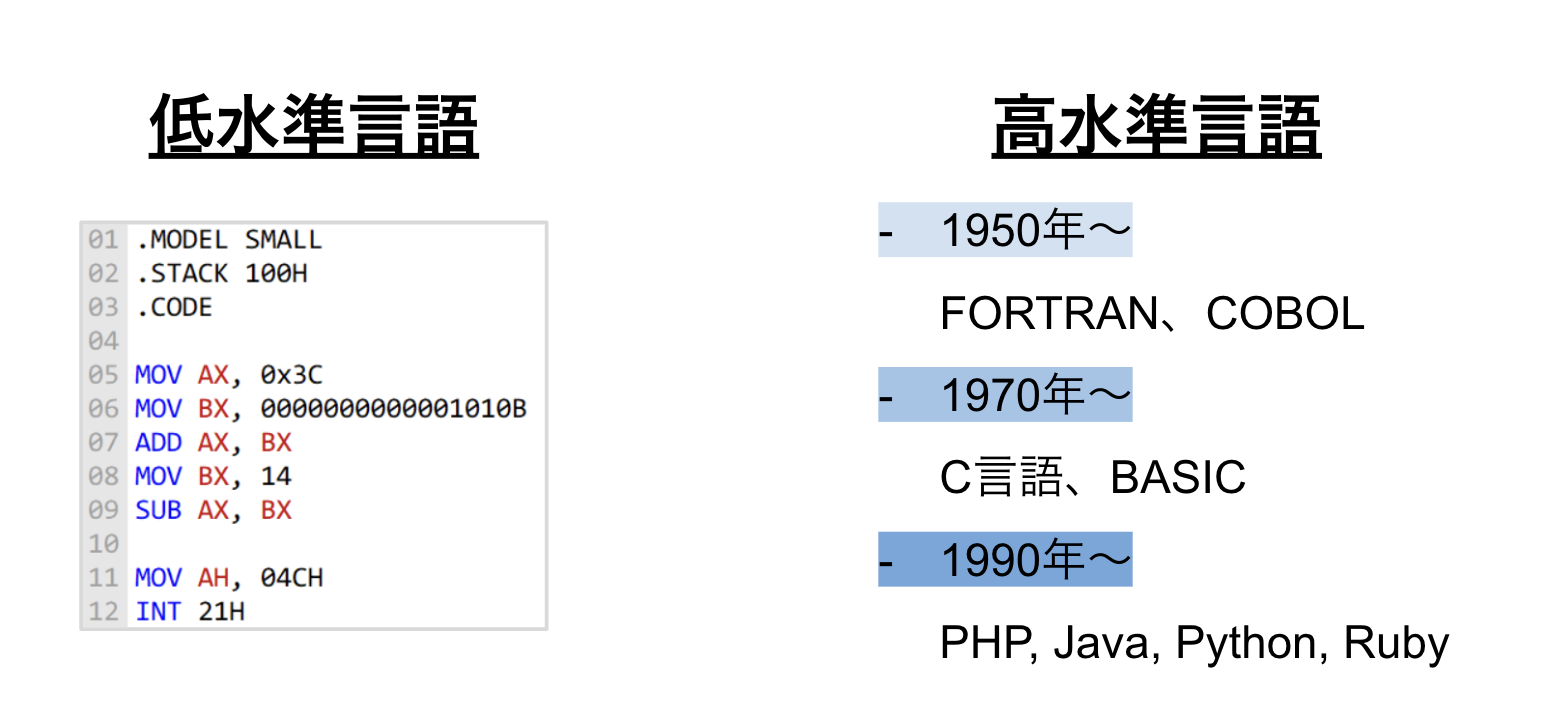 低水準言語
01 .MODEL SMALL
02 .STACK 100H
03 .CODE
04
05 MOV AX, 0x3C
06 MOV BX, 0000000000001010B
07 ADD AX, BX
08 MOV BX, 14
09 SUB AX, BX
10
11 MOV AH, 04CH
12 INT 21H
高水準言語
- 1950年〜
FORTRAN、COBOL
- 1970年〜
C言語、BASIC
- 1990年〜
PHP, Java, Python, Ruby